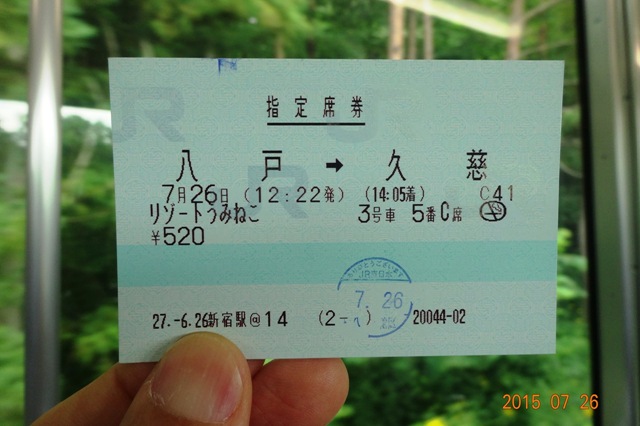 指定席券
八戸 → 久慈
7月26日 (12:22発) (14:05着) C41
リゾートうみねこ 3号車 5番C席
¥520
7. 26
27.-6.26新宿駅@14 (2- ) 20044-02
2015 07 26